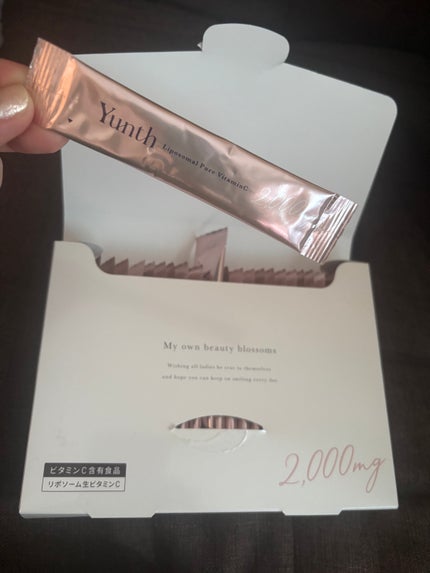 Yunth Liposomal Pure VitaminC 2,000
My own beauty blossoms
Wishing all ladies be true to themselves
and hope you can keep on smiling every day
ビタミンC含有食品
リポソーム生ビタミンC
2,000mg